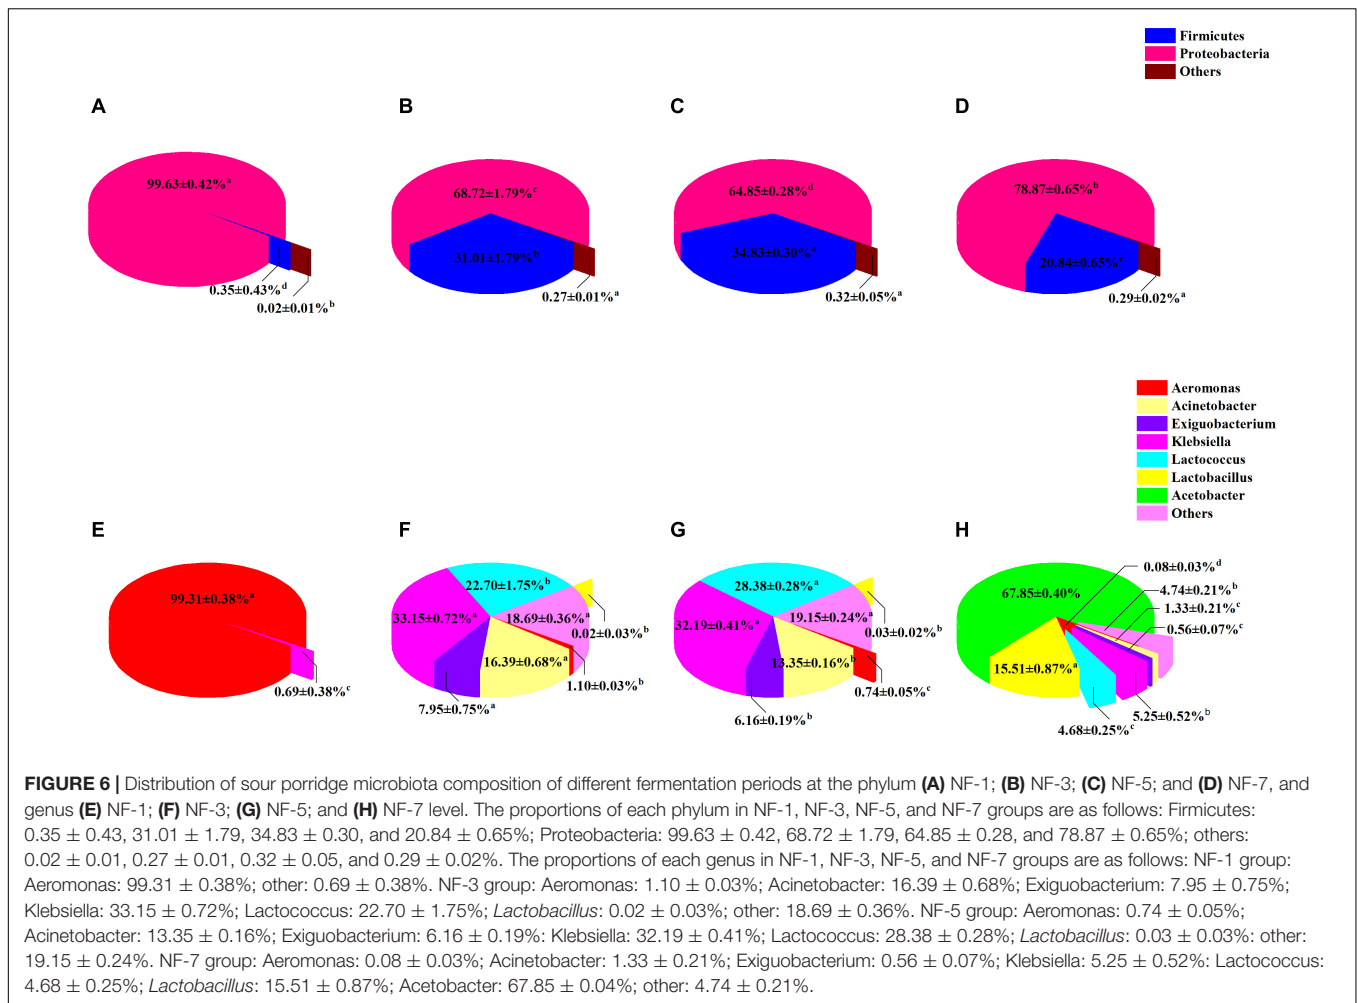 Firmicutes
Proteobacteria
Others
A
B
C
D
99.63±0.42%a
0.35±0.43%d
0.02±0.01%b
68.72±1.79%c
31.01±1.79%b
0.27±0.01%a
64.85±0.28%d
34.83±0.30%a
0.32±0.05%a
78.87±0.65%b
20.84±0.65%c
0.29±0.02%a
Aeromonas
Acinetobacter
Exiguobacterium
Klebsiella
Lactococcus
Lactobacillus
Acetobacter
Others
E
F
G
H
99.31±0.38%a
0.69±0.38%c
22.70±1.75%b
33.15±0.72%a
18.69±0.36%a
0.02±0.03%b
16.39±0.68%a
1.10±0.03%b
7.95±0.75%a
28.38±0.28%a
32.19±0.41%a
19.15±0.24%a
0.03±0.02%b
13.35±0.16%b
0.74±0.05%c
6.16±0.19%b
67.85±0.40%
0.08±0.03%d
4.74±0.21%b
1.33±0.21%c
0.56±0.07%c
15.51±0.87%a
5.25±0.52%b
4.68±0.25%c
FIGURE 6 | Distribution of sour porridge microbiota composition of different fermentation periods at the phylum (A) NF-1; (B) NF-3; (C) NF-5; and (D) NF-7, and
genus (E) NF-1; (F) NF-3; (G) NF-5; and (H) NF-7 level. The proportions of each phylum in NF-1, NF-3, NF-5, and NF-7 groups are as follows: Firmicutes:
0.35 ± 0.43, 31.01 ± 1.79, 34.83 ± 0.30, and 20.84 ± 0.65%; Proteobacteria: 99.63 ± 0.42, 68.72 ± 1.79, 64.85 ± 0.28, and 78.87 ± 0.65%; others:
0.02 ± 0.01, 0.27 ± 0.01, 0.32 ± 0.05, and 0.29 ± 0.02%. The proportions of each genus in NF-1, NF-3, NF-5, and NF-7 groups are as follows: NF-1 group:
Aeromonas: 99.31 ± 0.38%; other: 0.69 ± 0.38%. NF-3 group: Aeromonas: 1.10 ± 0.03%; Acinetobacter: 16.39 ± 0.68%; Exiguobacterium: 7.95 ± 0.75%;
Klebsiella: 33.15 ± 0.72%; Lactococcus: 22.70 ± 1.75%; Lactobacillus: 0.02 ± 0.03%; other: 18.69 ± 0.36%. NF-5 group: Aeromonas: 0.74 ± 0.05%;
Acinetobacter: 13.35 ± 0.16%; Exiguobacterium: 6.16 ± 0.19%: Klebsiella: 32.19 ± 0.41%; Lactococcus: 28.38 ± 0.28%; Lactobacillus: 0.03 ± 0.03%: other:
19.15 ± 0.24%. NF-7 group: Aeromonas: 0.08 ± 0.03%; Acinetobacter: 1.33 ± 0.21%; Exiguobacterium: 0.56 ± 0.07%; Klebsiella: 5.25 ± 0.52%: Lactococcus:
4.68 ± 0.25%; Lactobacillus: 15.51 ± 0.87%; Acetobacter: 67.85 ± 0.04%; other: 4.74 ± 0.21%.